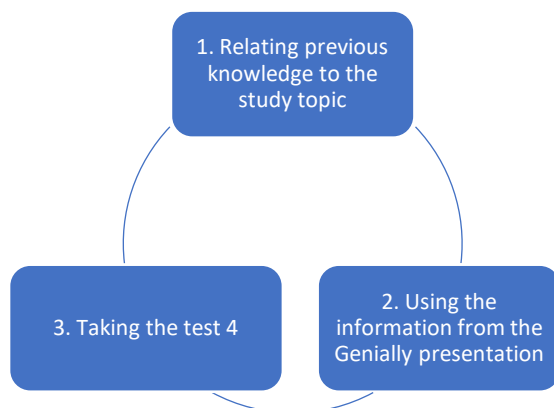 1. Relating previous
knowledge to the
study topic
2. Using the
information from the
Genially presentation
3. Taking the test 4